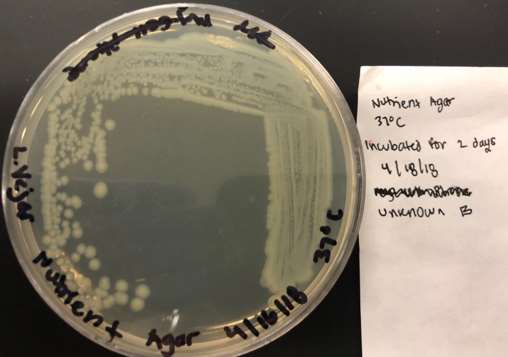 L. Vejar
Nutrient Agar 4/16/18
37°C
Nutrient Agar
37°C
Incubated for 2 days
4/18/18
unknown B